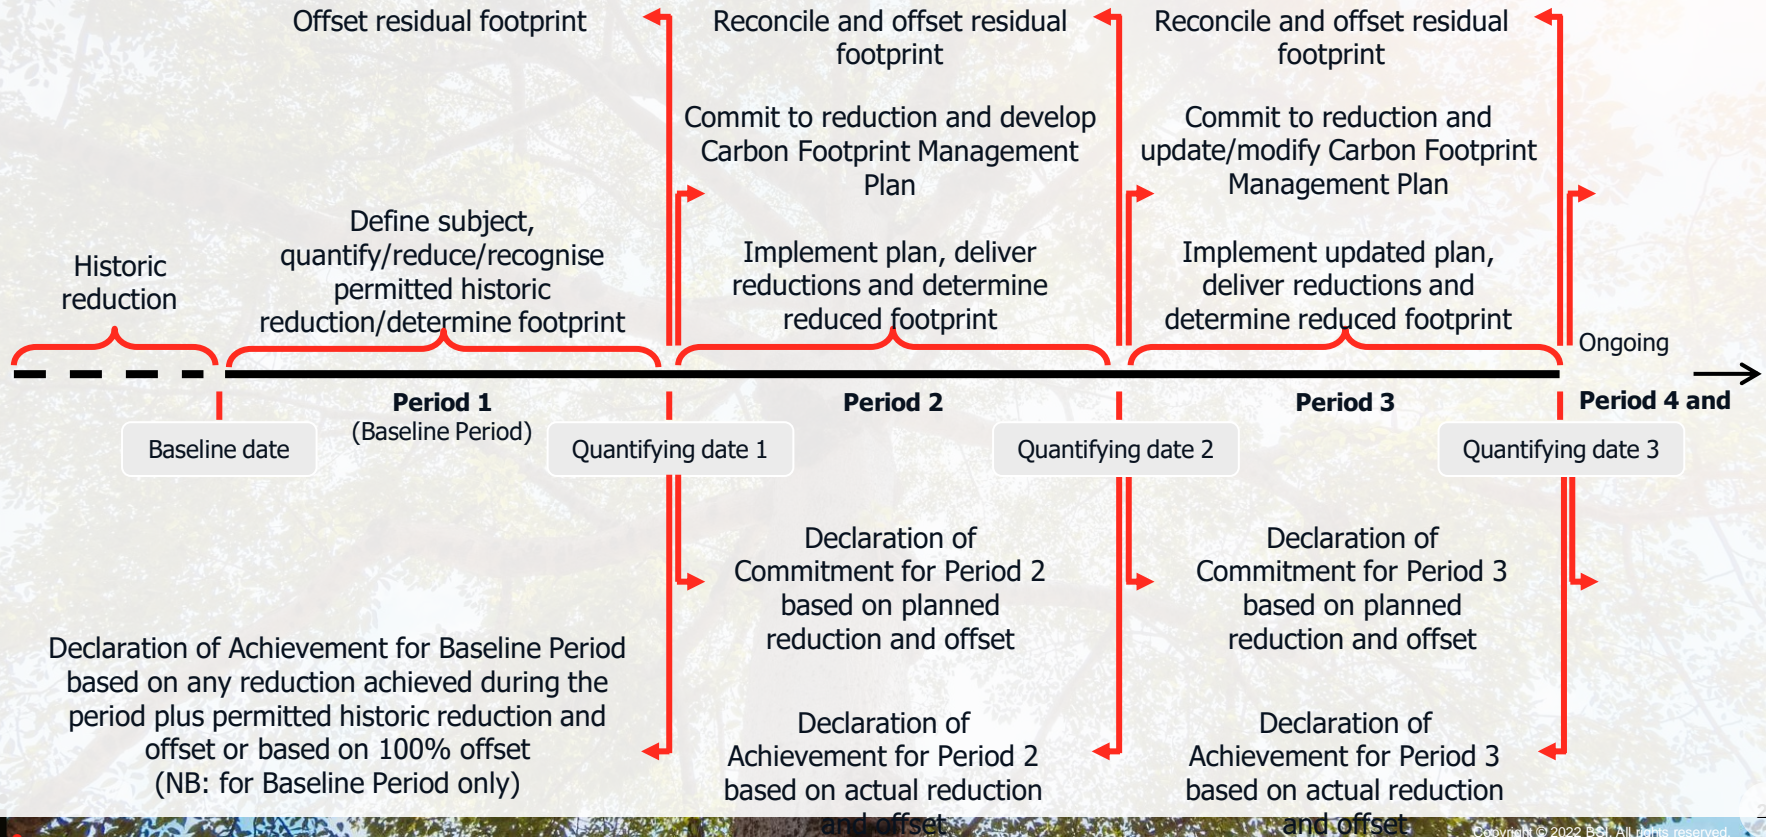 Offset residual footprint
Reconcile and offset residual
footprint
Reconcile and offset residual
footprint
Commit to reduction and develop
Carbon Footprint Management
Plan
Commit to reduction and
update/modify Carbon Footprint
Management Plan
Historic
reduction
Define subject,
quantify/reduce/recognise
permitted historic
reduction/determine footprint
Implement plan, deliver
reductions and determine
reduced footprint
Implement updated plan,
deliver reductions and
determine reduced footprint
Ongoing
Period 1
(Baseline Period)
Period 2
Period 3
Period 4 and
Baseline date
Quantifying date 1
Quantifying date 2
Quantifying date 3
Declaration of
Commitment for Period 2
based on planned
reduction and offset
Declaration of
Commitment for Period 3
based on planned
reduction and offset
Declaration of Achievement for Baseline Period
based on any reduction achieved during the
period plus permitted historic reduction and
offset or based on 100% offset
(NB: for Baseline Period only)
Declaration of
Achievement for Period 2
based on actual reduction
and offset
Declaration of
Achievement for Period 3
based on actual reduction
and offset
Copyright © 2022 BSI. All rights reserved.